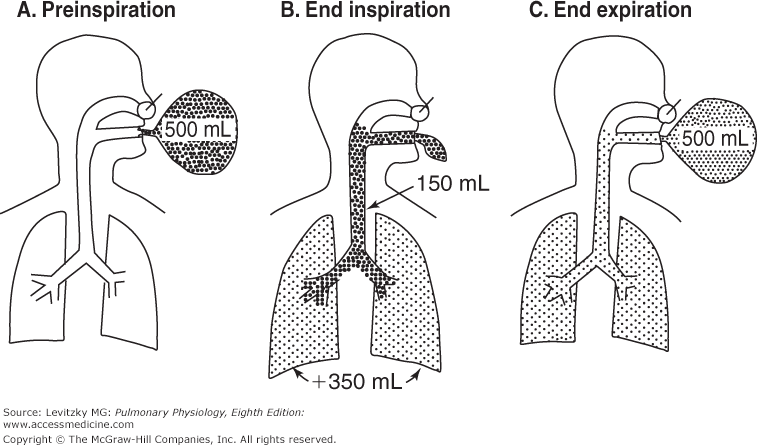 A. Preinspiration
B. End inspiration
C. End expiration
500 mL
150 mL
+350 mL
500 mL
Source: Levitzky MG: Pulmonary Physiology, Eighth Edition:
www.accessmedicine.com
Copyright © The McGraw-Hill Companies, Inc. All rights reserved.